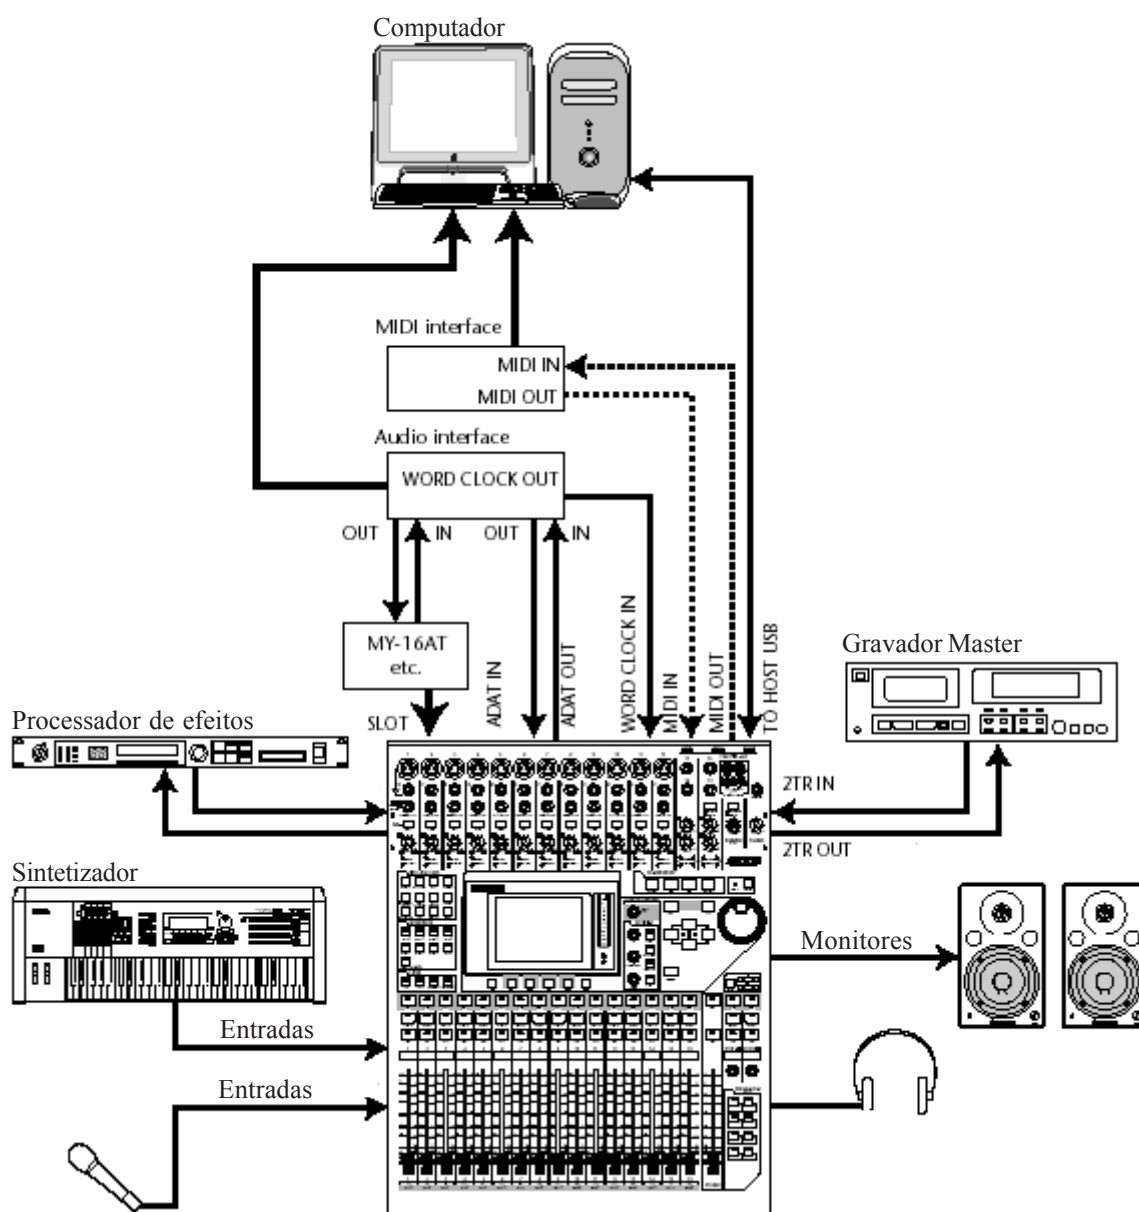 Computador
MIDI interface
MIDI IN
MIDI OUT
Audio interface
WORD CLOCK OUT
OUT
IN
OUT
IN
MY-16AT
etc.
SLOT
ADAT IN
ADAT OUT
WORD CLOCK IN
MIDI IN
MIDI OUT
TO HOST USB
Gravador Master
Processador de efeitos
2TR IN
2TR OUT
Sintetizador
Monitores
Entradas
Entradas